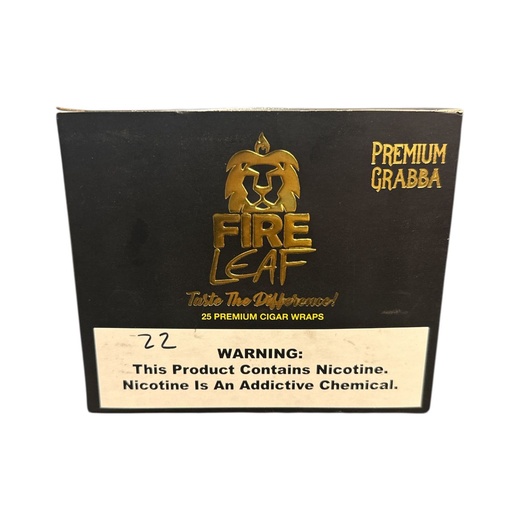 PREMIUM
GRABBA
FIRE
LEAF
Taste The Difference!
25 PREMIUM CIGAR WRAPS
22
WARNING:
This Product Contains Nicotine.
Nicotine Is An Addictive Chemical.